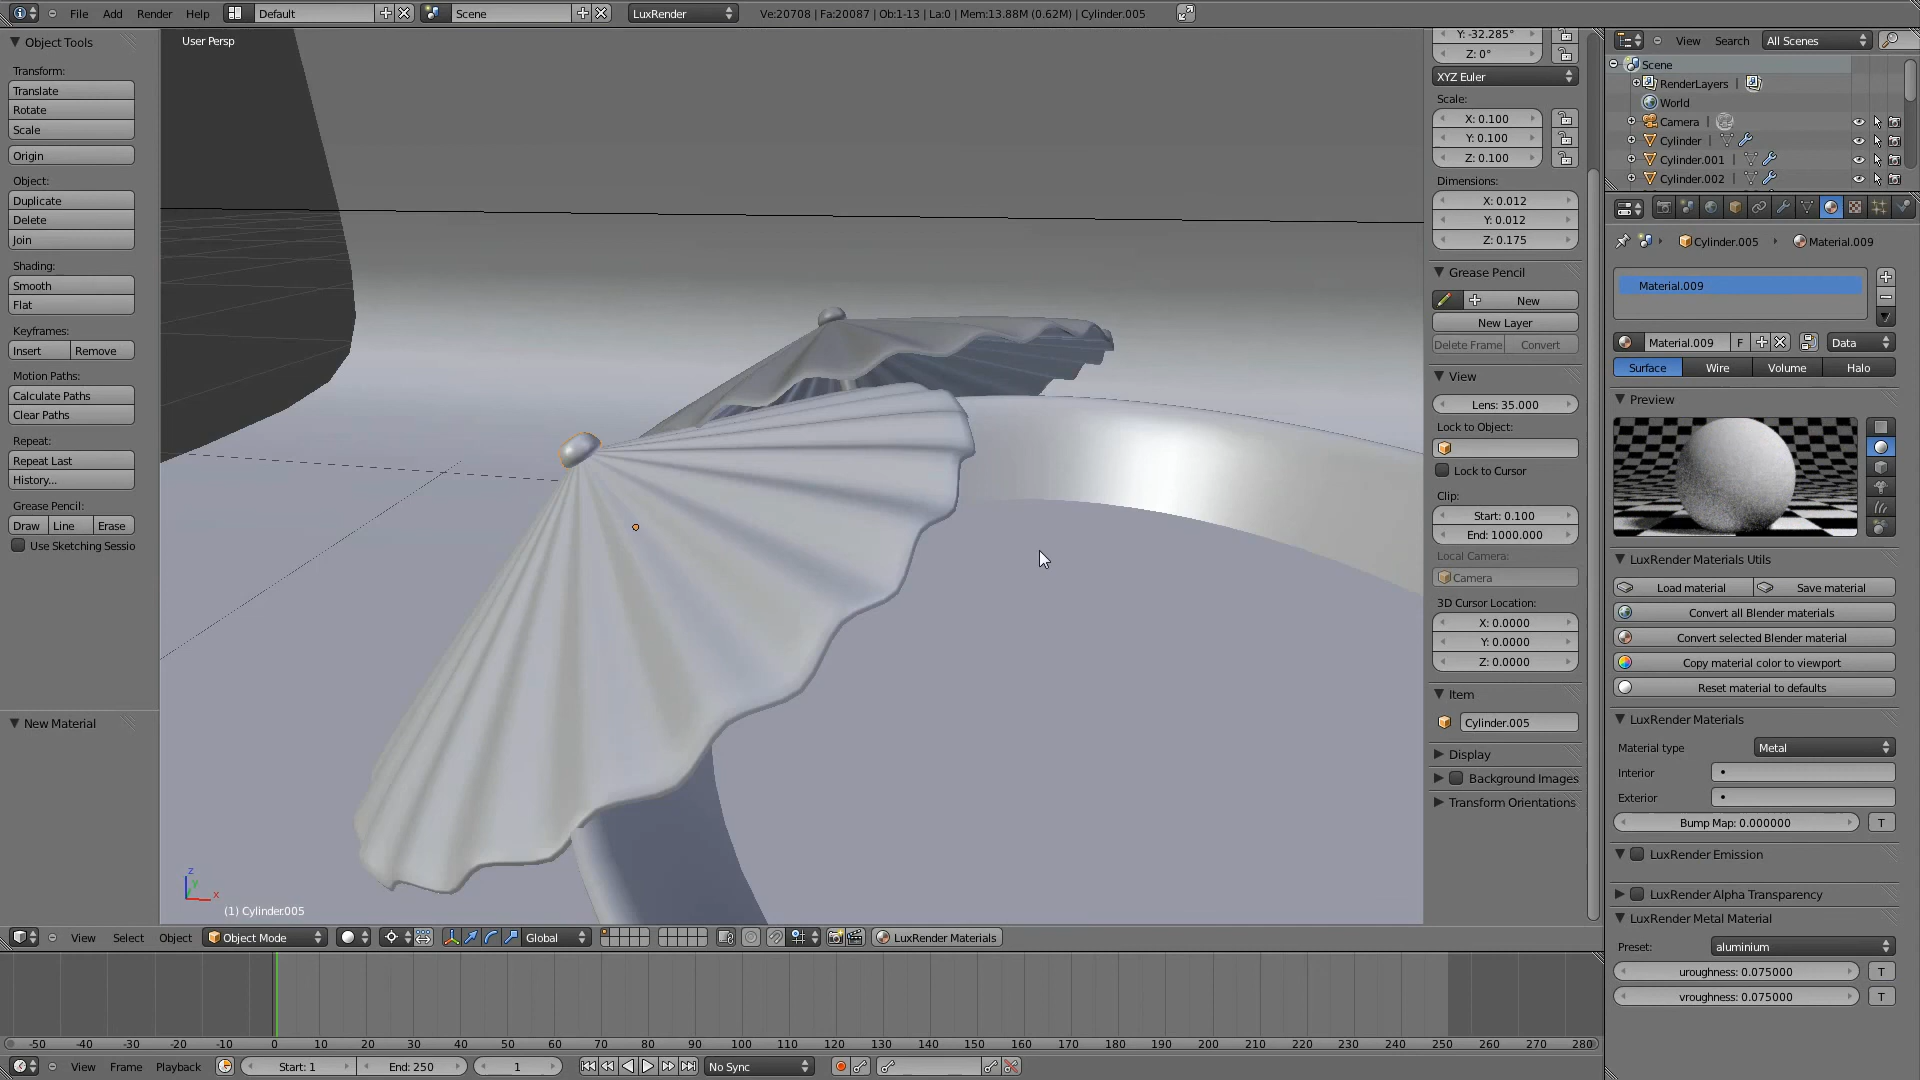 File Add Render Help Default Scene LuxRender Ve:20708 | Fa:20087 | Ob:1-13 | La:0 | Mem:13.88M (0.62M) | Cylinder.005
Object Tools
Transform:
Translate
Rotate
Scale
Origin
Object:
Duplicate
Delete
Join
Shading:
Smooth
Flat
Keyframes:
Insert Remove
Motion Paths:
Calculate Paths
Clear Paths
Repeat:
Repeat Last
History...
Grease Pencil:
Draw Line Erase
Use Sketching Sessio
New Material
User Persp
z
y
x
(1) Cylinder.005
Y: -32.285°
Z: 0°
XYZ Euler
Scale:
X: 0.100
Y: 0.100
Z: 0.100
Dimensions:
X: 0.012
Y: 0.012
Z: 0.175
Grease Pencil
New
New Layer
Delete Frame Convert
View
Lens: 35.000
Lock to Object:
Lock to Cursor
Clip:
Start: 0.100
End: 1000.000
Local Camera:
Camera
3D Cursor Location:
X: 0.0000
Y: 0.0000
Z: 0.0000
Item
Cylinder.005
Display
Background Images
Transform Orientations
View Search All Scenes
Scene
RenderLayers |
World
Camera |
Cylinder |
Cylinder.001 |
Cylinder.002 |
Cylinder.005 Material.009
Material.009
Material.009 F Data
Surface Wire Volume Halo
Preview
LuxRender Materials Utils
Load material Save material
Convert all Blender materials
Convert selected Blender material
Copy material color to viewport
Reset material to defaults
LuxRender Materials
Material type Metal
Interior
Exterior
Bump Map: 0.000000 T
LuxRender Emission
LuxRender Alpha Transparency
LuxRender Metal Material
Preset: aluminium
uroughness: 0.075000 T
vroughness: 0.075000 T
View Select Object Object Mode Global LuxRender Materials
-50 -40 -30 -20 -10 0 10 20 30 40 50 60 70 80 90 100 110 120 130 140 150 160 170 180 190 200 210 220 230 240 250 260 270 280
View Frame Playback Start: 1 End: 250 1 No Sync